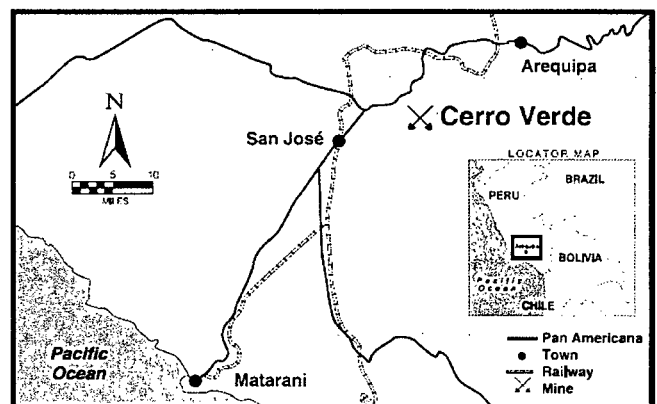 Arequipa
N
Cerro Verde
San José
0 5 10
MILES
LOCATOR MAP
BRAZIL
PERU
BOLIVIA
Pacific
Ocean
CHILE
Pacific
Ocean
Matarani
Pan Americana
Town
Railway
Mine